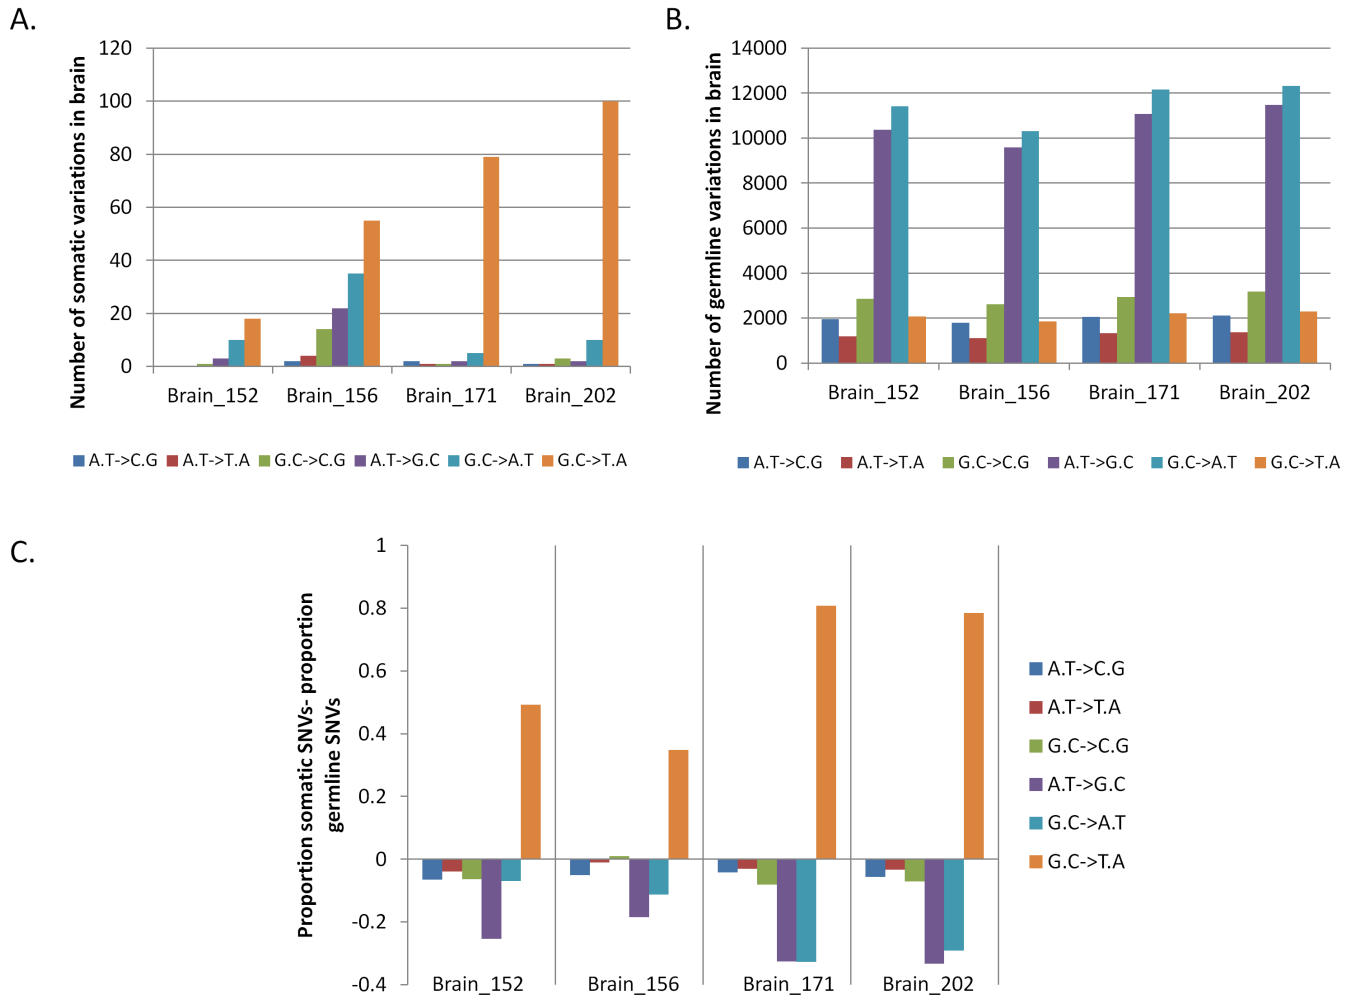 A.
Number of somatic variations in brain
120
100
80
60
40
20
0
Brain_152 Brain_156 Brain_171 Brain_202
A.T->C.G A.T->T.A G.C->C.G A.T->G.C G.C->A.T G.C->T.A
B.
Number of germline variations in brain
14000
12000
10000
8000
6000
4000
2000
0
Brain_152 Brain_156 Brain_171 Brain_202
A.T->C.G A.T->T.A G.C->C.G A.T->G.C G.C->A.T G.C->T.A
C.
Proportion somatic SNVs- proportion
germline SNVs
1
0.8
0.6
0.4
0.2
0
-0.2
-0.4
Brain_152 Brain_156 Brain_171 Brain_202
A.T->C.G
A.T->T.A
G.C->C.G
A.T->G.C
G.C->A.T
G.C->T.A